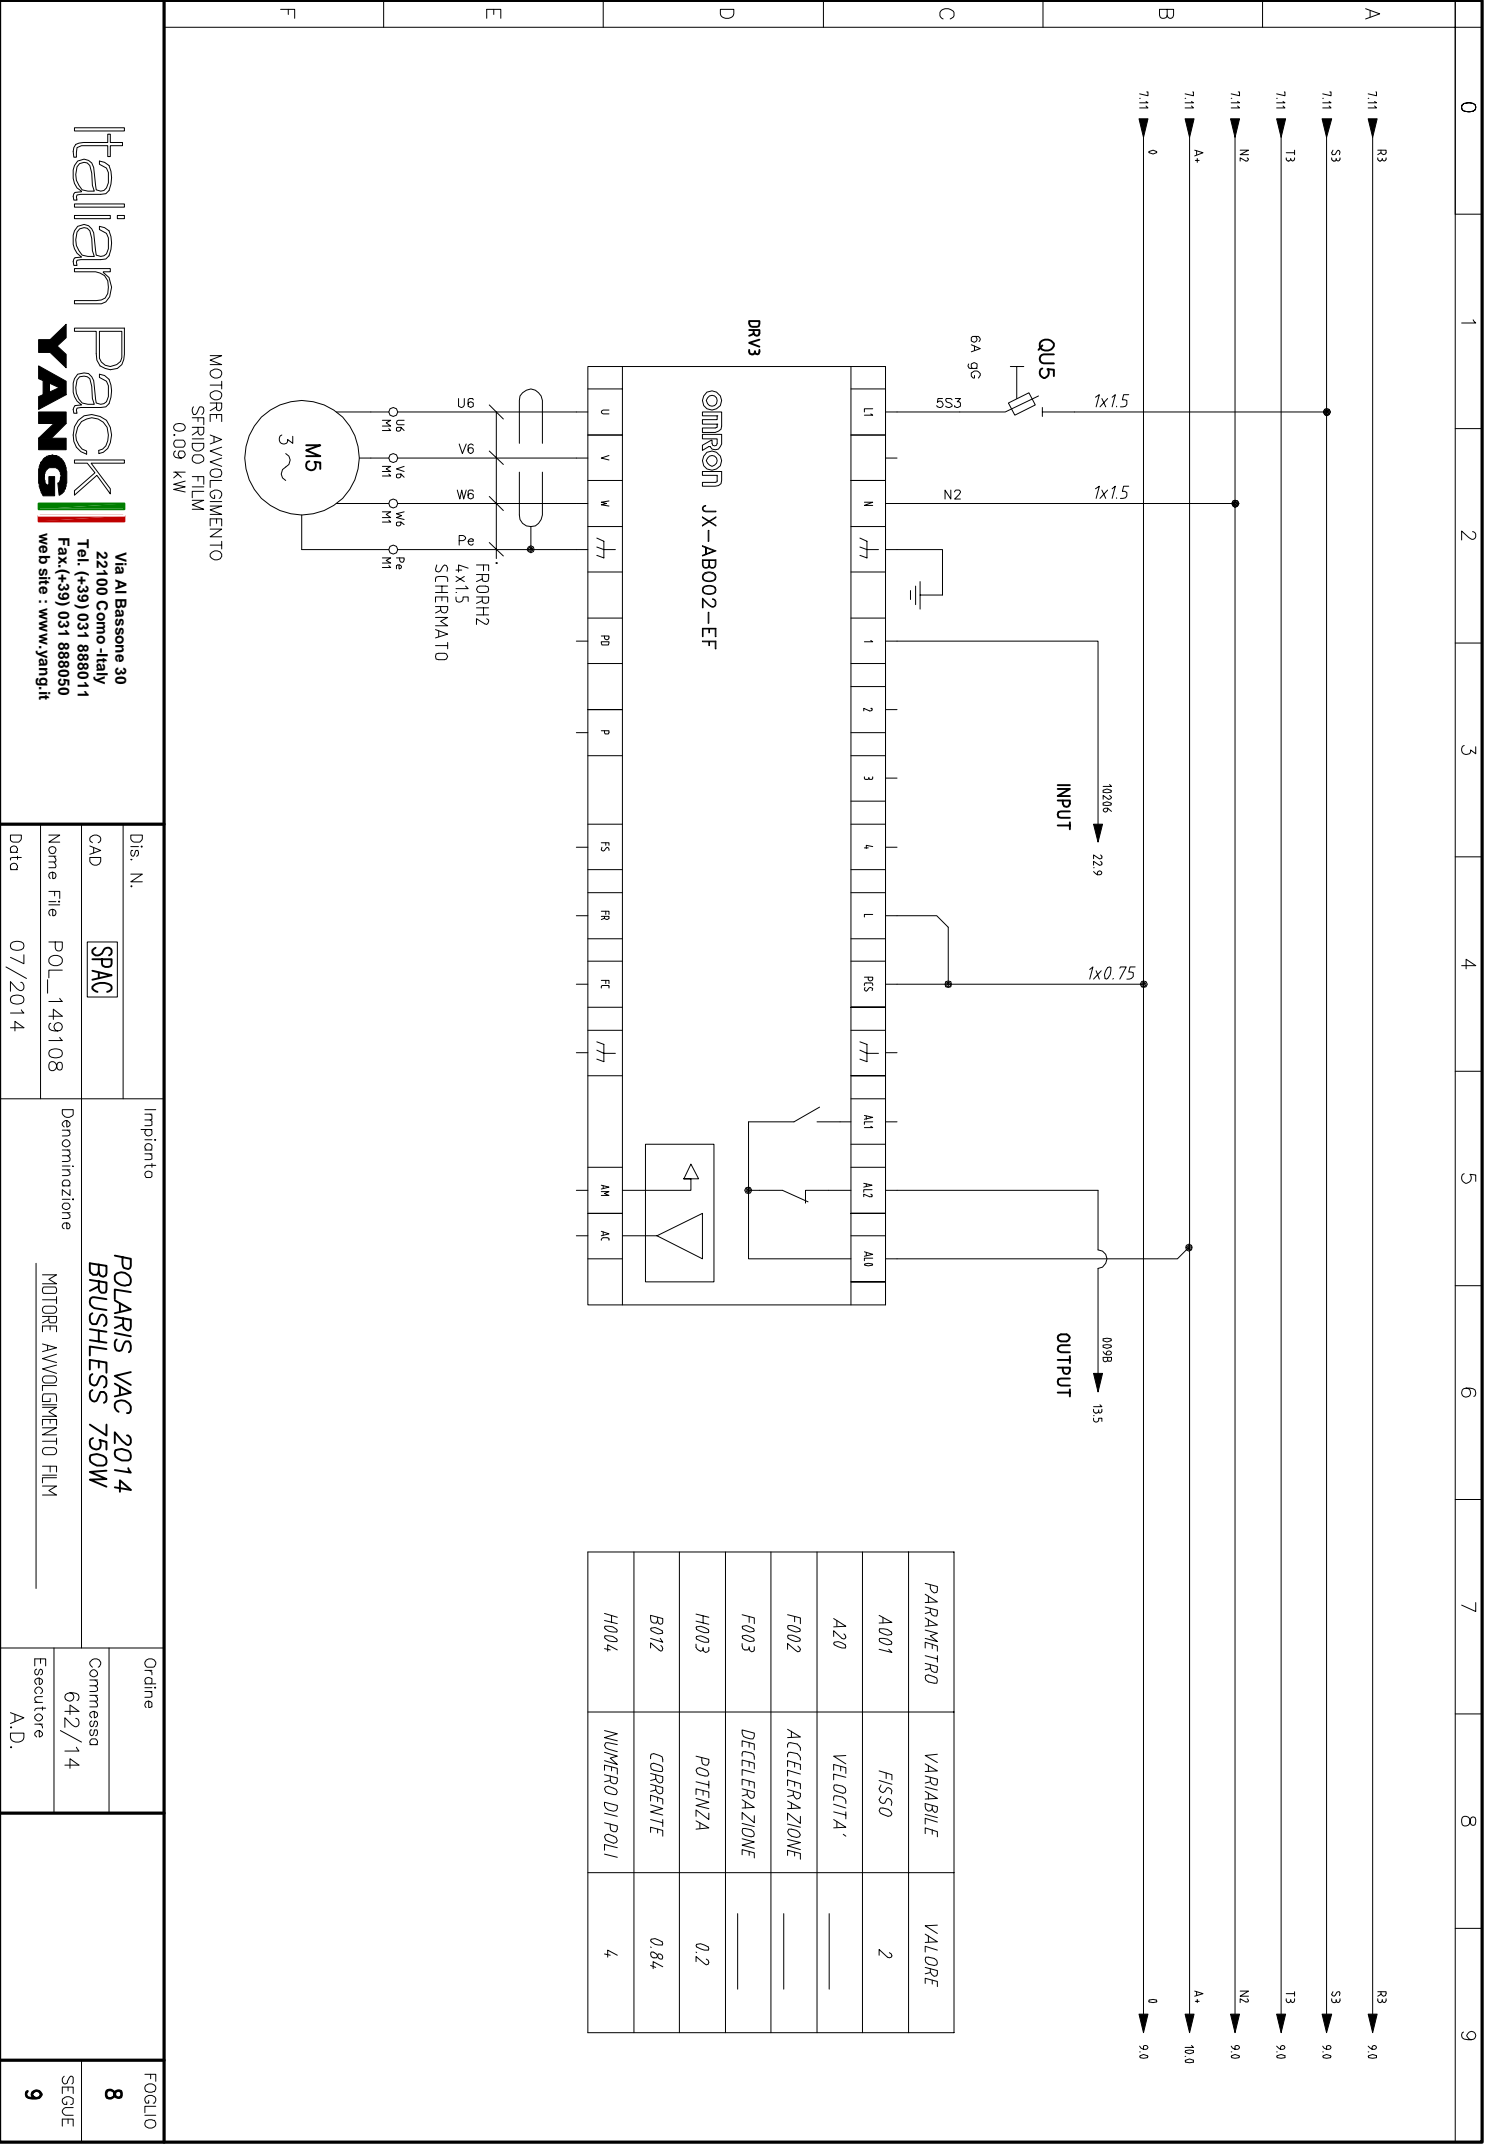 0 1 2 3 4 5 6 7 8 9
A
B
C
D
E
F
7.11 R3 R3 9.0
7.11 S3 S3 9.0
7.11 T3 T3 9.0
7.11 N2 N2 9.0
7.11 A+ A+ 10.0
7.11 0 0 9.0
1x1.5
1x1.5
1x0.75
10206 22.9
INPUT
D09B 13.5
OUTPUT
QU5
6A gG
5S3
N2
L1 N 1 2 3 4 L PCS AL1 AL2 AL0
DRV3
OMRON JX-AB002-EF
U V W PD P FS FR FC AM AC
U6 V6 W6 Pe
FROR H2
4x1.5
SCHERMATO
U6 V6 W6 Pe
M1 M1 M1 M1
M5
3
MOTORE AVVOLGIMENTO
SFRIDO FILM
0.09 kW
PARAMETRO VARIABILE VALORE
A001 FISSO 2
A20 VELOCITA'
F002 ACCELERAZIONE
F003 DECELERAZIONE
H003 POTENZA 0.2
B012 CORRENTE 0.84
H004 NUMERO DI POLI 4
Italian Pack
YANG
Via Al Bassone 30
22100 Como -Italy
Tel. (+39) 031 888011
Fax.(+39) 031 888050
web site : www.yang.it
Dis. N.
CAD SPAC
Nome File POL_149108
Data 07/2014
Impianto
POLARIS VAC 2014
BRUSHLESS 750W
Denominazione
MOTORE AVVOLGIMENTO FILM
Ordine
Commessa
642/14
Esecutore
A.D.
FOGLIO
8
SEGUE
9